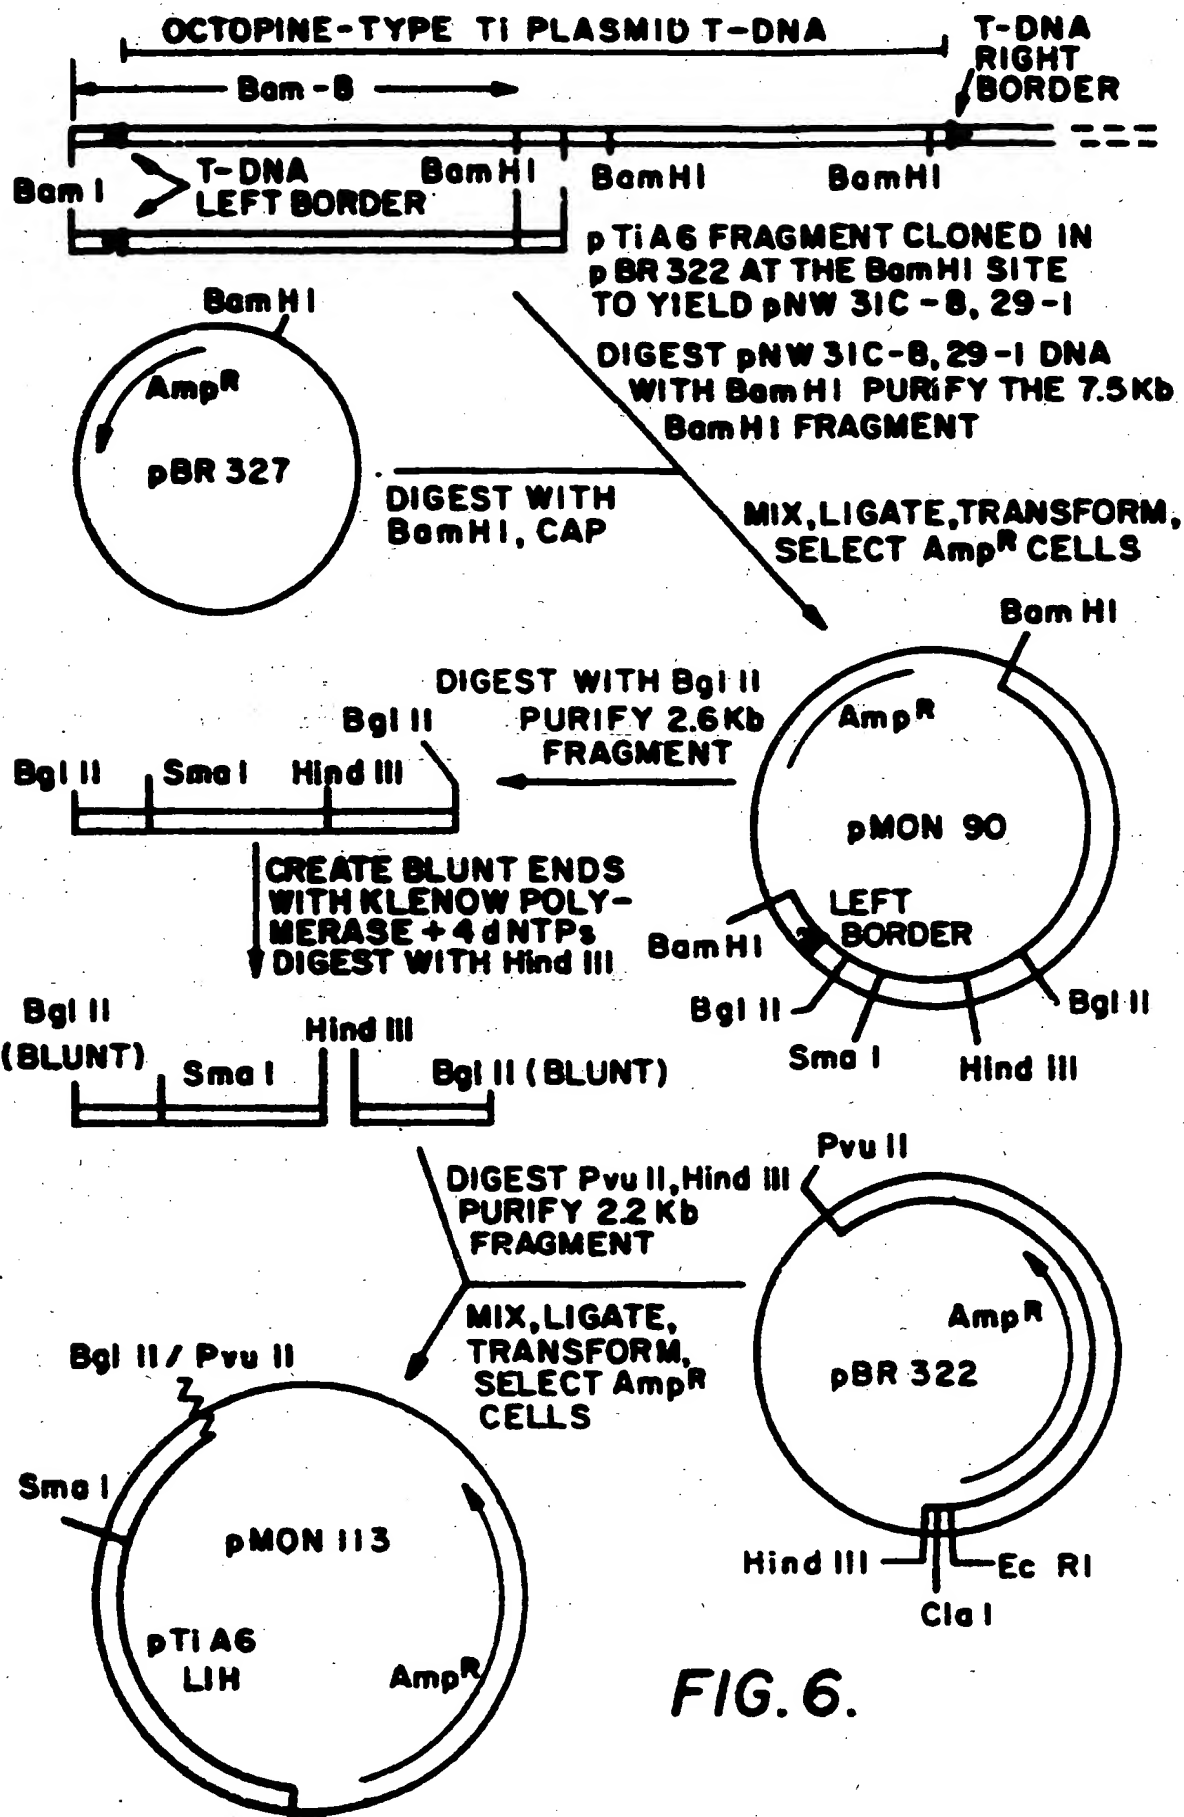 OCTOPINE-TYPE Ti PLASMID T-DNA
T-DNA
RIGHT
BORDER
Bam-8
Bam I
T-DNA
LEFT BORDER
BamHI
BamHI
BamHI
pTiA6 FRAGMENT CLONED IN
pBR 322 AT THE BamHI SITE
TO YIELD pNW 31C-8, 29-1
BamHI
AmpR
pBR 327
DIGEST pNW 31C-8, 29-1 DNA
WITH BamHI PURIFY THE 7.5Kb
BamHI FRAGMENT
DIGEST WITH
BamHI, CAP
MIX, LIGATE, TRANSFORM,
SELECT AmpR CELLS
Bam HI
AmpR
pMON 90
LEFT
BORDER
BamHI
Bgl II
Sma I
Hind III
Bgl II
DIGEST WITH Bgl II
PURIFY 2.6Kb
FRAGMENT
Bgl II
Bgl II
Sma I
Hind III
CREATE BLUNT ENDS
WITH KLENOW POLY-
MERASE + 4 dNTPs
DIGEST WITH Hind III
Bgl II
(BLUNT)
Sma I
Hind III
Bgl II (BLUNT)
DIGEST Pvu II, Hind III
PURIFY 2.2 Kb
FRAGMENT
Pvu II
AmpR
pBR 322
Hind III
Cla I
Ec RI
MIX, LIGATE,
TRANSFORM,
SELECT AmpR
CELLS
Bgl II / Pvu II
Sma I
pMON 113
pTiA6
LIH
AmpR
FIG. 6.